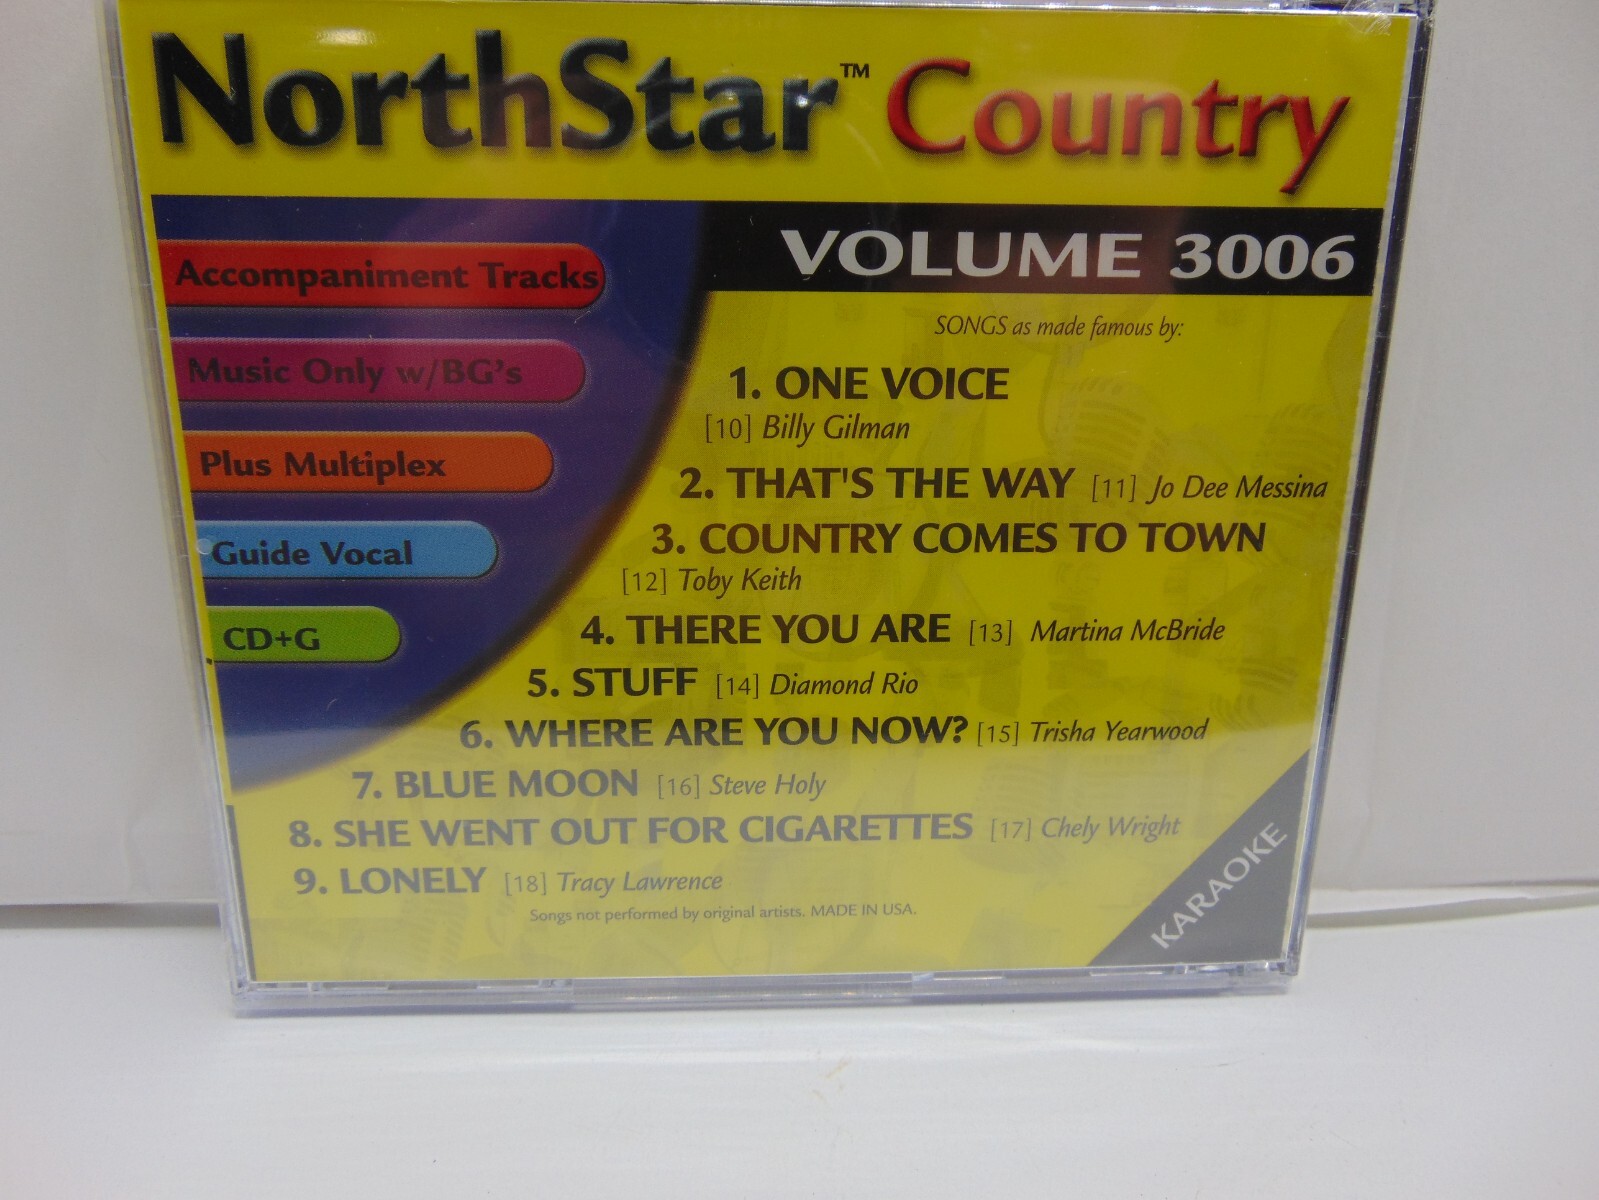 NorthStar™ Country
VOLUME 3006
Accompaniment Tracks
Music Only w/BG's
Plus Multiplex
Guide Vocal
CD+G
SONGS as made famous by:
1. ONE VOICE
[10] Billy Gilman
2. THAT'S THE WAY [11] Jo Dee Messina
3. COUNTRY COMES TO TOWN
[12] Toby Keith
4. THERE YOU ARE [13] Martina McBride
5. STUFF [14] Diamond Rio
6. WHERE ARE YOU NOW? [15] Trisha Yearwood
7. BLUE MOON [16] Steve Holy
8. SHE WENT OUT FOR CIGARETTES [17] Chely Wright
9. LONELY [18] Tracy Lawrence
Songs not performed by original artists. MADE IN USA.
KARAOKE